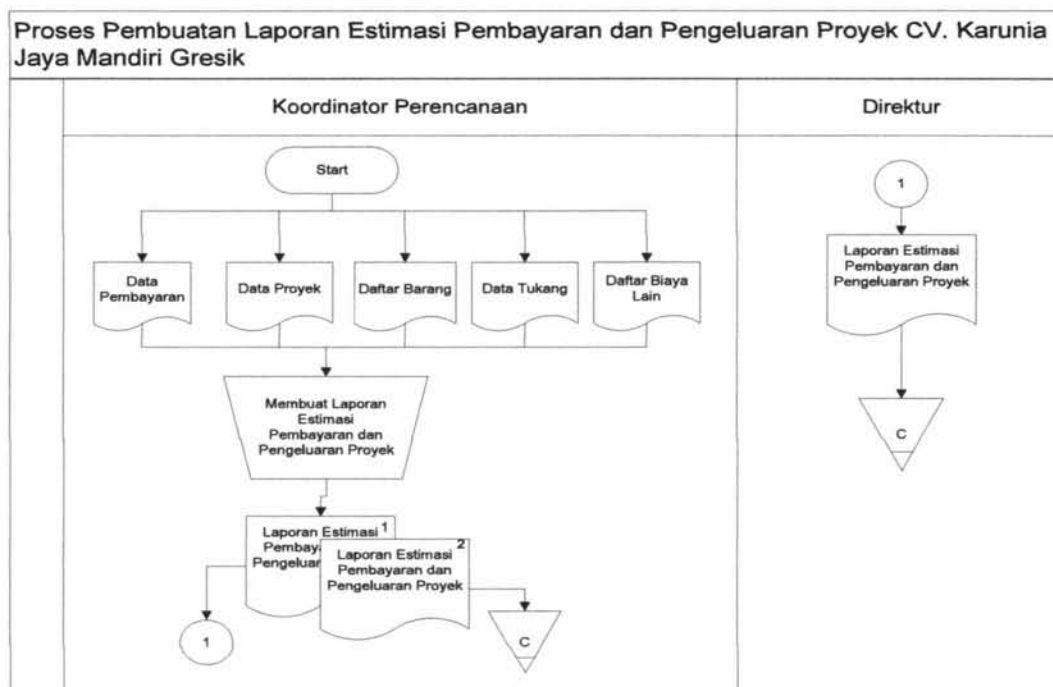 Proses Pembuatan Laporan Estimasi Pembayaran dan Pengeluaran Proyek CV. Karunia
Jaya Mandiri Gresik
Koordinator Perencanaan
Direktur
Start
Data
Pembayaran
Data Proyek
Daftar Barang
Data Tukang
Daftar Biaya
Lain
Membuat Laporan
Estimasi
Pembayaran dan
Pengeluaran Proyek
Laporan Estimasi
1
Laporan Estimasi
Pembayaran dan
Pengeluaran Proyek
2
1
C
1
Laporan Estimasi
Pembayaran dan
Pengeluaran Proyek
C